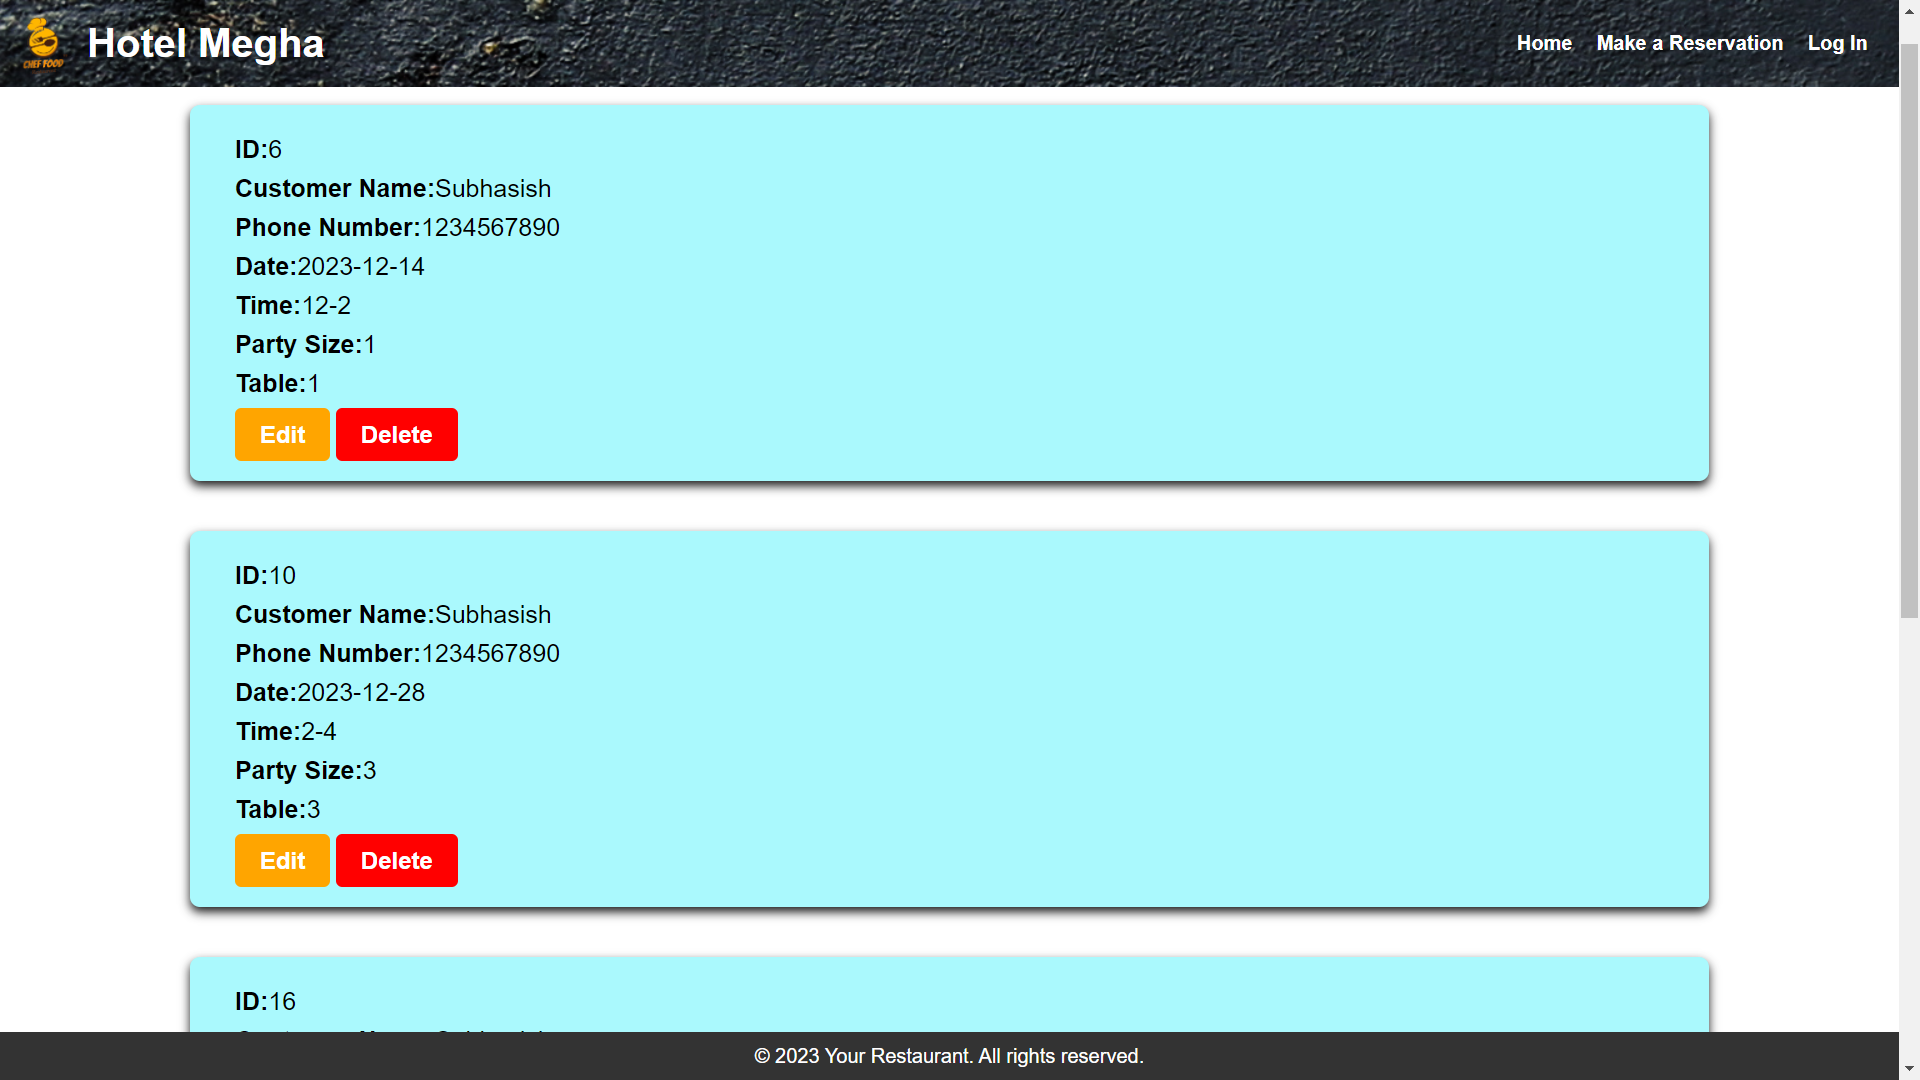 CHEF FOOD
Hotel Megha
Home Make a Reservation Log In
ID:6
Customer Name:Subhasish
Phone Number:1234567890
Date:2023-12-14
Time:12-2
Party Size:1
Table:1
Edit Delete
ID:10
Customer Name:Subhasish
Phone Number:1234567890
Date:2023-12-28
Time:2-4
Party Size:3
Table:3
Edit Delete
ID:16
© 2023 Your Restaurant. All rights reserved.